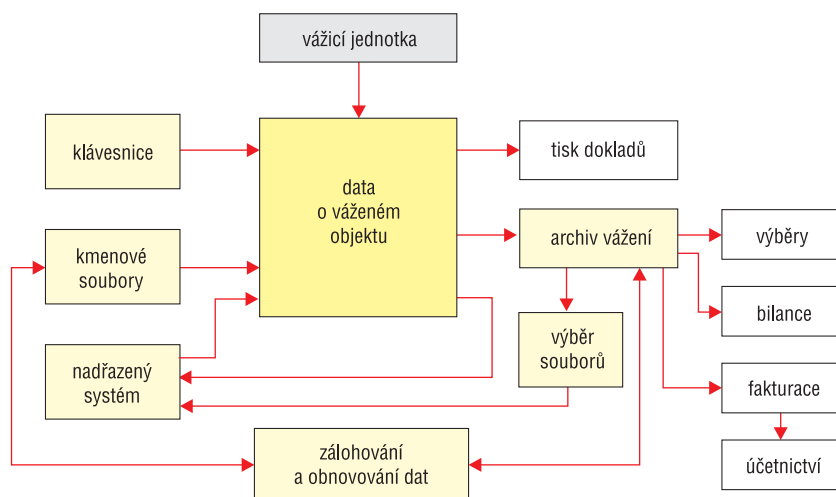 vážicí jednotka
klávesnice
data
o váženém
objektu
tisk dokladů
archiv vážení
výběry
kmenové
soubory
bilance
výběr
souborů
nadřazený
systém
fakturace
zálohování
a obnovování dat
účetnictví